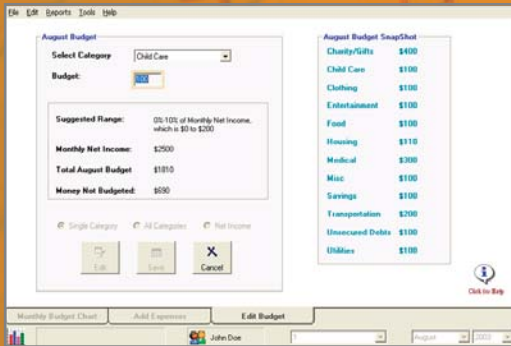 File Edit Reports Tools Help
August Budget
Select Category Child Care
Budget: 100
Suggested Range: 0%-10% of Monthly Net Income,
which is $0 to $200
Monthly Net Income: $2500
Total August Budget $1810
Money Not Budgeted: $690
Single Category All Categories Net Income
Edit Save Cancel
August Budget SnapShot
Charity/Gifts $400
Child Care $100
Clothing $100
Entertainment $100
Food $100
Housing $110
Medical $300
Misc $100
Savings $100
Transportation $200
Unsecured Debts $100
Utilities $100
Click for Help
Monthly Budget Chart Add Expenses Edit Budget
John Doe 1 August 2003